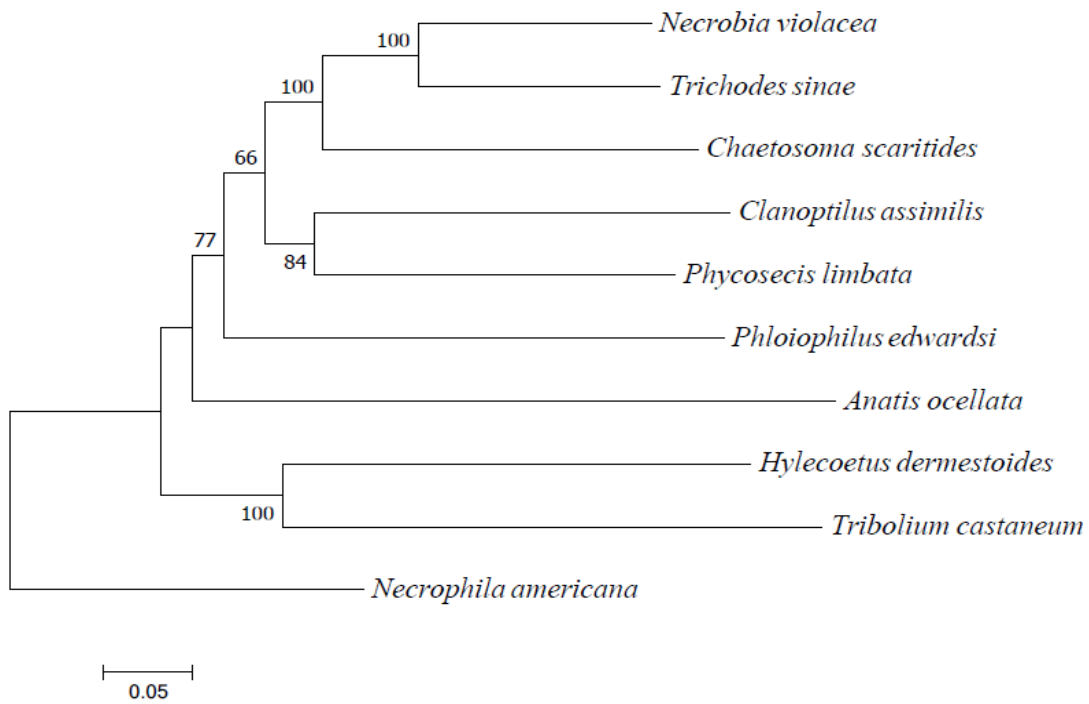 Necrobia violacea
100
Trichodes sinae
100
Chaetosoma scaritides
66
Clanoptilus assimilis
77
84
Phycosecis limbata
Phloiophilus edwardsi
Anatis ocellata
Hylecoetus dermestoides
100
Tribolium castaneum
Necrophila americana
0.05